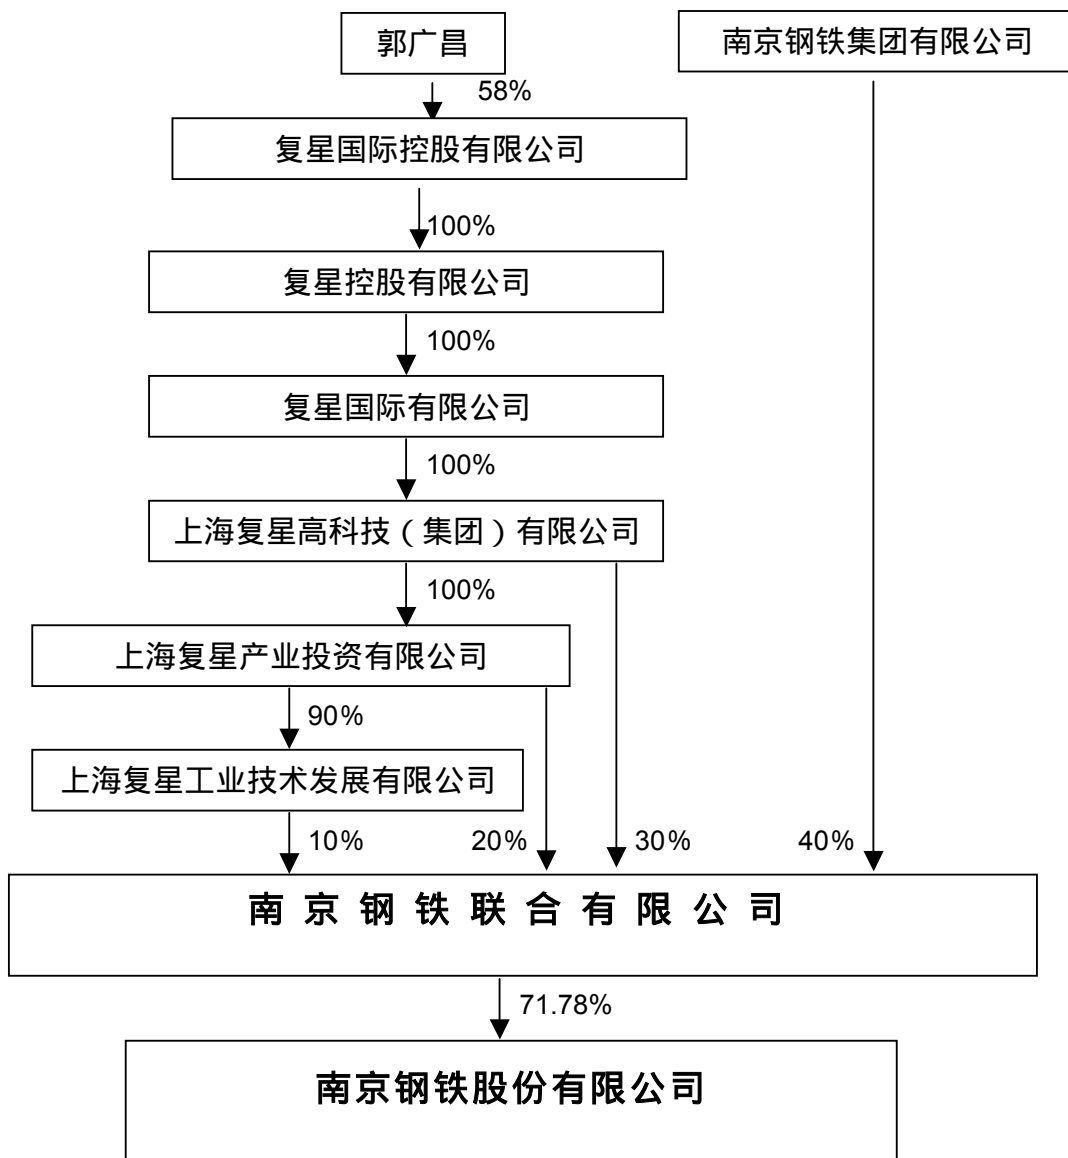 郭广昌
南京钢铁集团有限公司
58%
复星国际控股有限公司
100%
复星控股有限公司
100%
复星国际有限公司
100%
上海复星高科技（集团）有限公司
100%
上海复星产业投资有限公司
90%
上海复星工业技术发展有限公司
10%
20%
30%
40%
南京钢铁联合有限公司
71.78%
南京钢铁股份有限公司